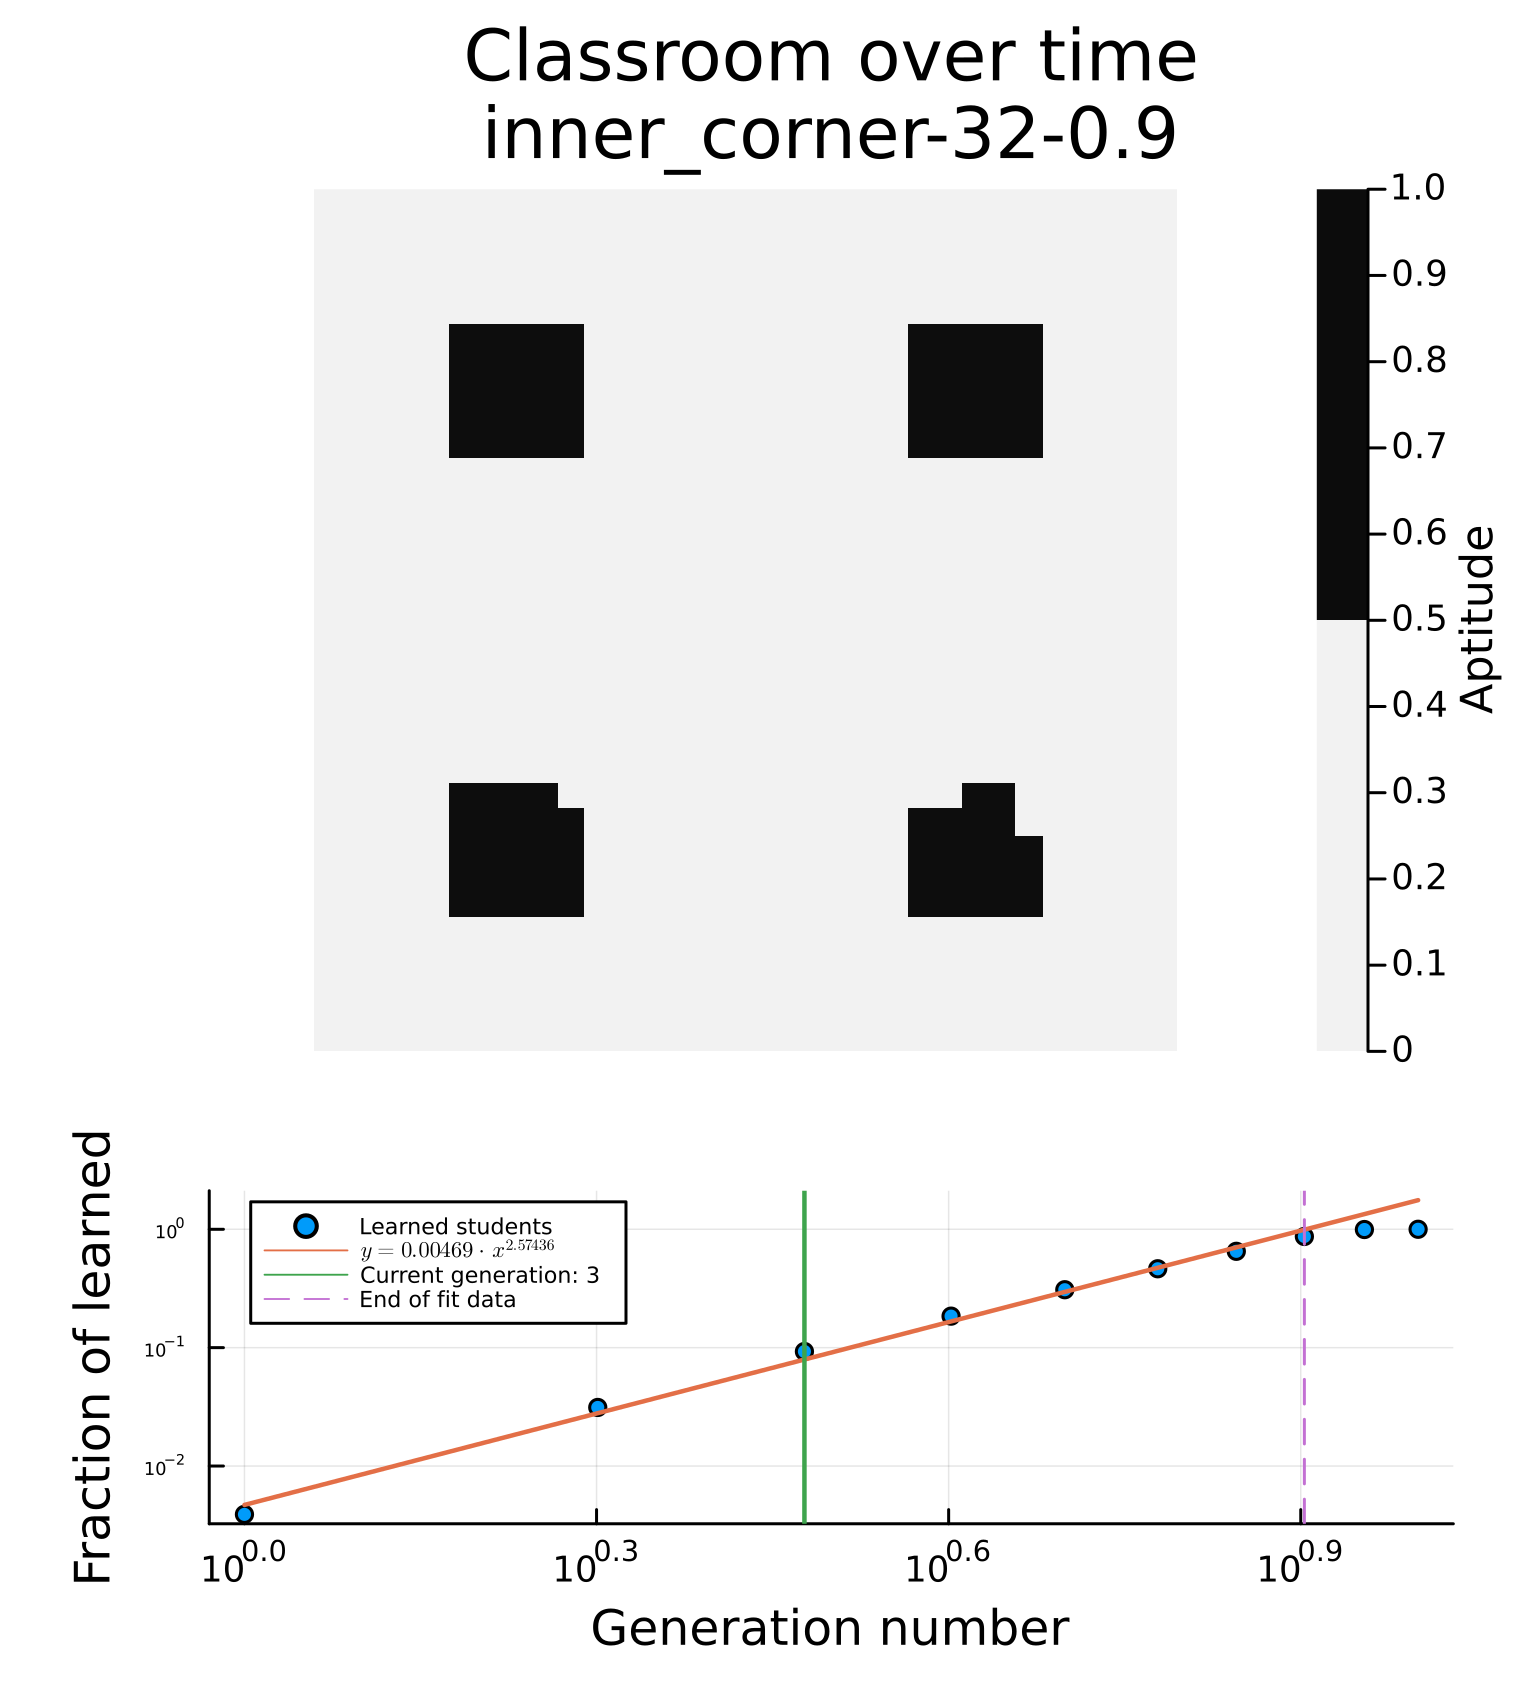 Classroom over time
inner_corner-32-0.9
1.0
0.9
0.8
0.7
0.6
0.5
0.4
0.3
0.2
0.1
0
Aptitude
Fraction of learned
10^0
10^-1
10^-2
Learned students
y = 0.00469 · x^2.57436
Current generation: 3
End of fit data
10^0.0 10^0.3 10^0.6 10^0.9
Generation number